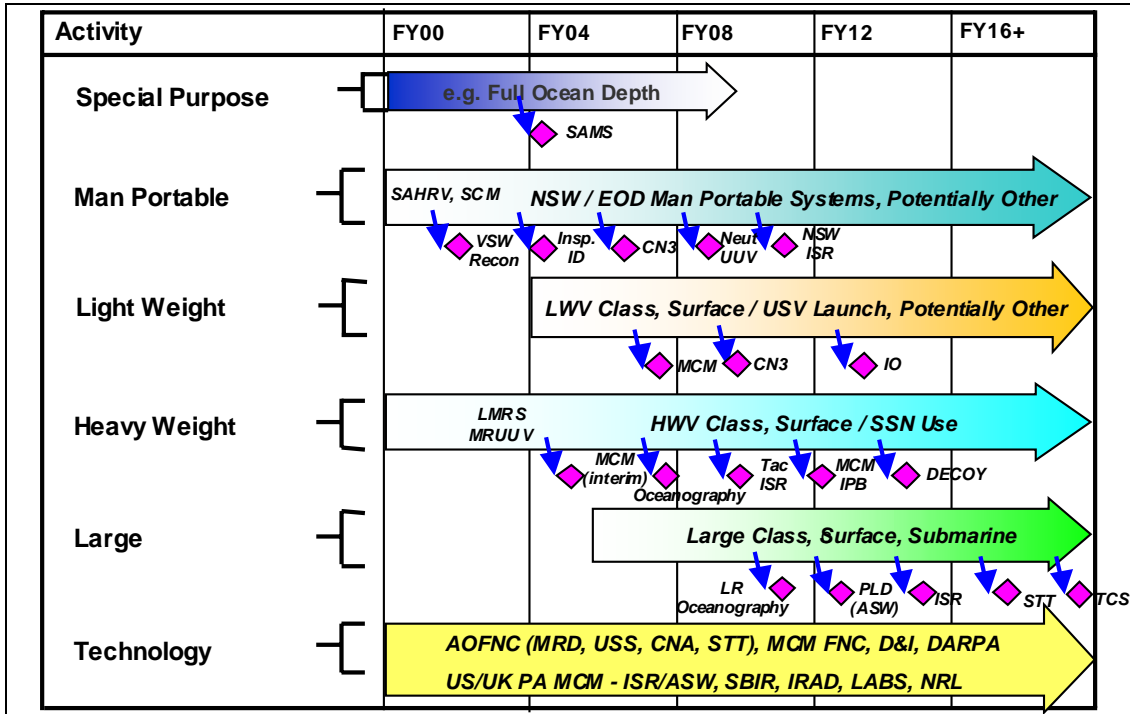 Activity
FY00
FY04
FY08
FY12
FY16+
Special Purpose
e.g. Full Ocean Depth
SAMS
Man Portable
SAHRV, SCM
NSW / EOD Man Portable Systems, Potentially Other
VSW
Recon
Insp.
ID
CN3
Neut
UUV
NSW
ISR
Light Weight
LWV Class, Surface / USV Launch, Potentially Other
MCM
CN3
IO
Heavy Weight
LMRS
MRUUV
HWV Class, Surface / SSN Use
MCM
(interim)
Oceanography
Tac
ISR
MCM
IPB
DECOY
Large
Large Class, Surface, Submarine
LR
Oceanography
PLD
(ASW)
ISR
STT
TCS
Technology
AOFNC (MRD, USS, CNA, STT), MCM FNC, D&I, DARPA
US/UK PA MCM - ISR/ASW, SBIR, IRAD, LABS, NRL